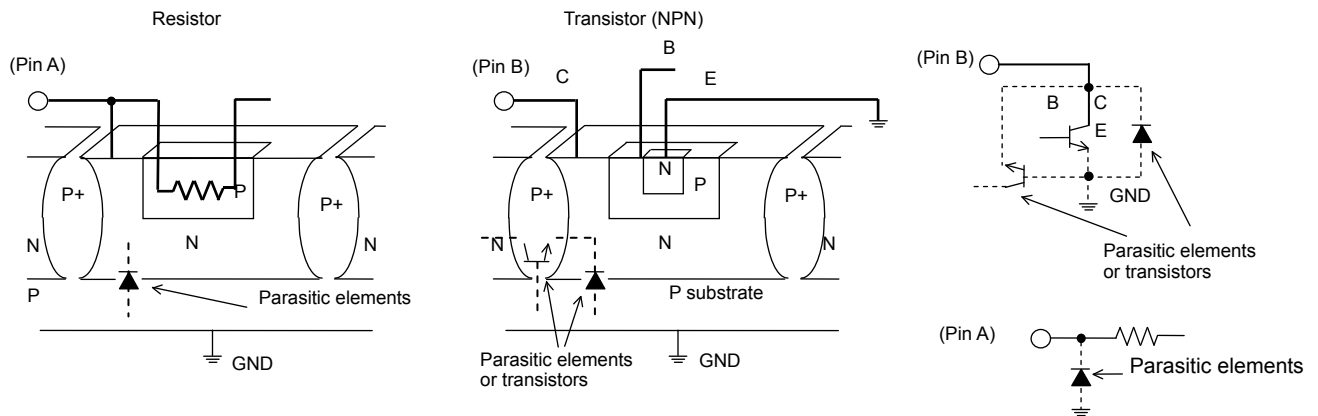 Resistor
(Pin A)
P+
P
P+
N
N
N
P
Parasitic elements
GND
Transistor (NPN)
B
(Pin B)
C
E
N
P
P+
P+
N
N
N
P substrate
Parasitic elements
or transistors
GND
(Pin B)
B
C
E
GND
Parasitic elements
or transistors
(Pin A)
Parasitic elements